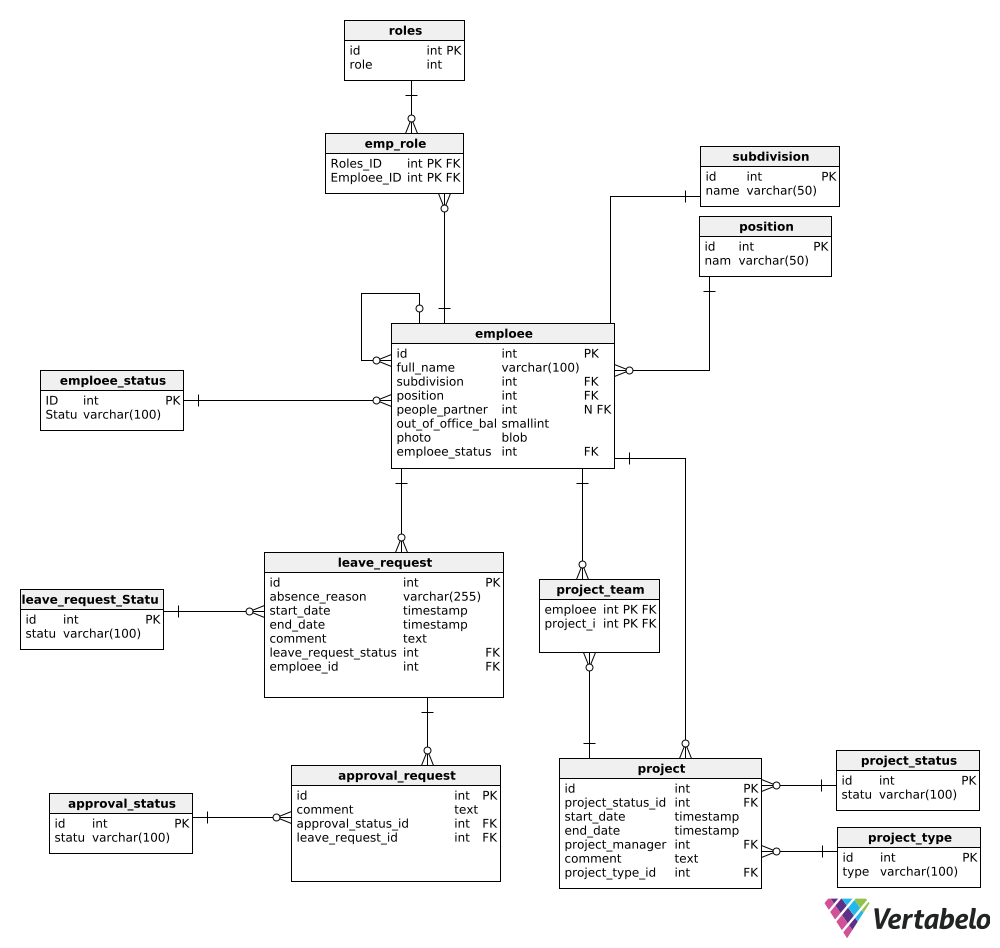 roles
id int PK
role int
emp_role
Roles_ID int PK FK
Emploee_ID int PK FK
subdivision
id int PK
name varchar(50)
position
id int PK
nam varchar(50)
emploee
id int PK
full_name varchar(100)
subdivision int FK
position int FK
people_partner int N FK
out_of_office_bal smallint
photo blob
emploee_status int FK
emploee_status
ID int PK
Statu varchar(100)
leave_request
id int PK
absence_reason varchar(255)
start_date timestamp
end_date timestamp
comment text
leave_request_status int FK
emploee_id int FK
project_team
emploee int PK FK
project_i int PK FK
leave_request_Statu
id int PK
statu varchar(100)
approval_request
id int PK
comment text
approval_status_id int FK
leave_request_id int FK
approval_status
id int PK
statu varchar(100)
project
id int PK
project_status_id int FK
start_date timestamp
end_date timestamp
project_manager int FK
comment text
project_type_id int FK
project_status
id int PK
statu varchar(100)
project_type
id int PK
type varchar(100)
Vertabelo